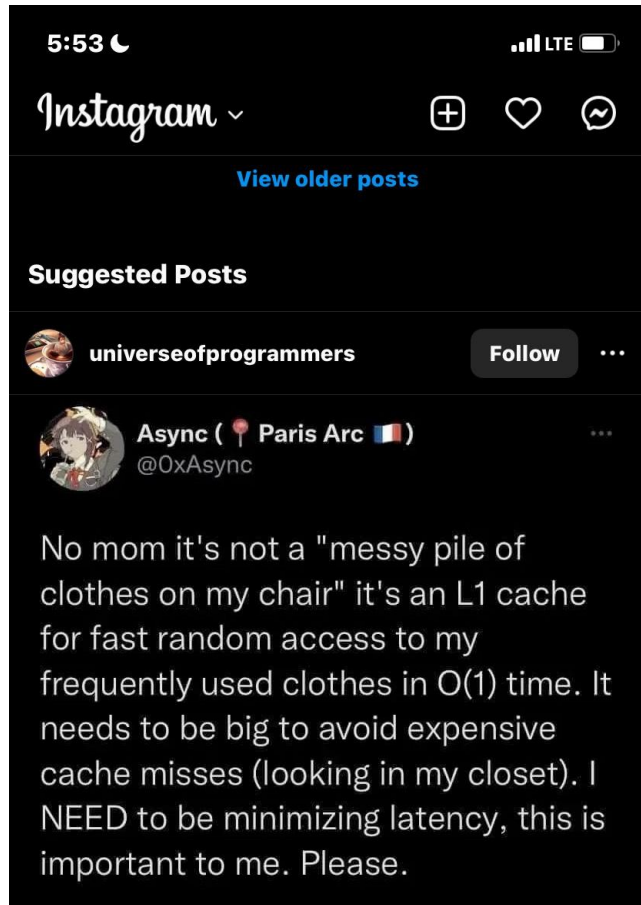 5:53
LTE
Instagram
View older posts
Suggested Posts
universeofprogrammers
Follow
Async ( 📍 Paris Arc 🇫🇷 )
@0xAsync
No mom it's not a "messy pile of
clothes on my chair" it's an L1 cache
for fast random access to my
frequently used clothes in O(1) time. It
needs to be big to avoid expensive
cache misses (looking in my closet). I
NEED to be minimizing latency, this is
important to me. Please.